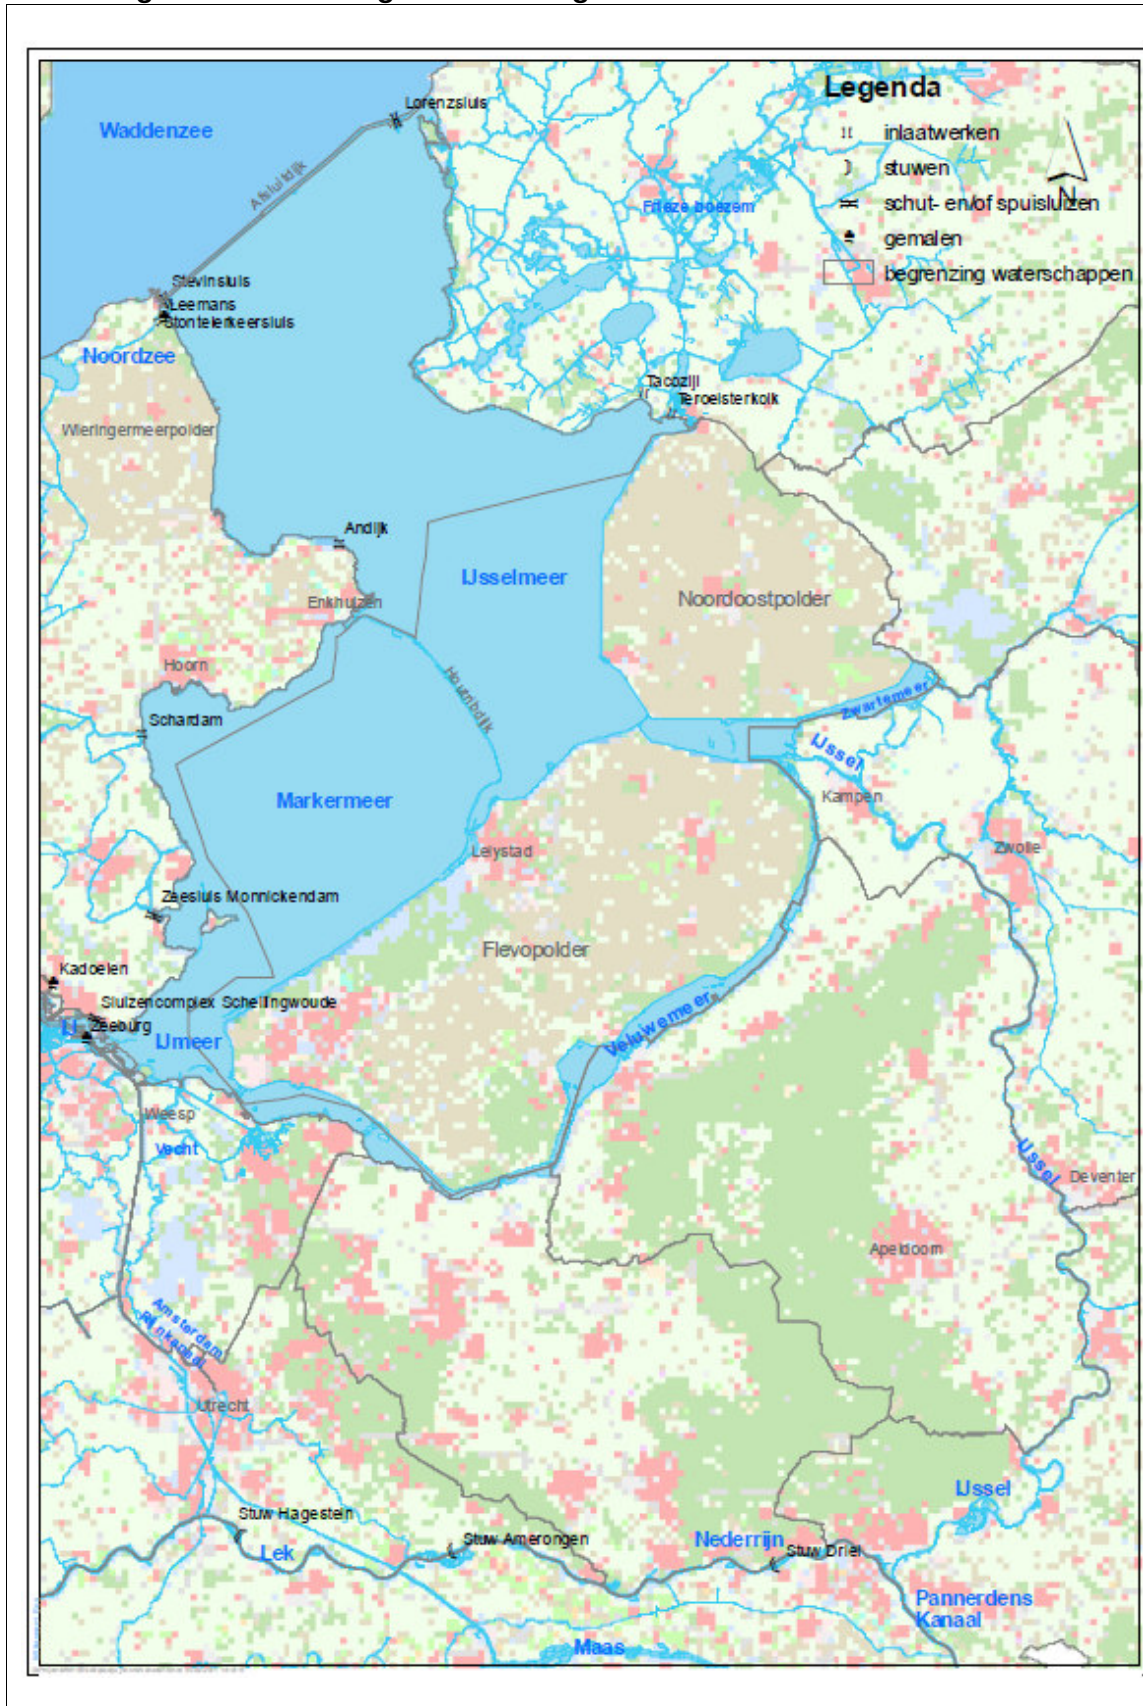 Legenda
inlaatwerken
stuwen
schut- en/of spuisluizen
gemalen
begrenzing waterschappen
N
Waddenzee
Lorenzsluis
Afsluitdijk
Frieze boezem
Stevinsluis
Leemans
Stontelerkeersluis
Noordzee
Wieringermeerpolder
Tacozijl
Teroelsterkolk
Andijk
IJsselmeer
Enkhuizen
Noordoostpolder
Hoorn
Houtribdijk
Zwartemeer
Schardam
IJssel
Markermeer
Kampen
Lelystad
Zwolle
Zeesluis Monnickendam
Flevopolder
Kadoelen
Sluizencomplex Schellingwoude
IJ
Zeeburg
IJmeer
Veluwemeer
Weesp
Vecht
IJssel
Deventer
Apeldoorn
Amsterdam
Rijnkanaal
Utrecht
IJssel
Stuw Hagestein
Lek
Stuw Amerongen
Nederrijn
Stuw Driel
Pannerdens
Kanaal
Maas